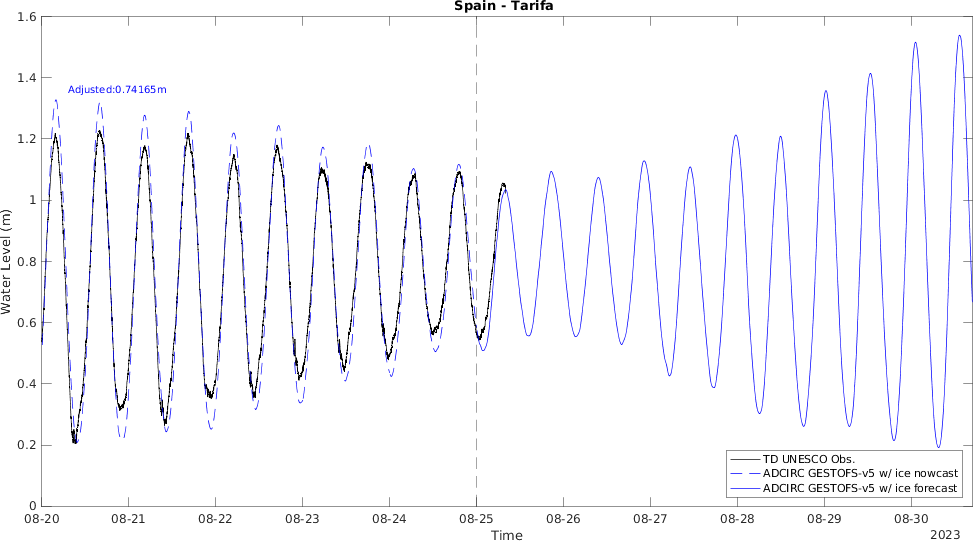 Spain - Tarifa
1.6
1.4
1.2
1
0.8
0.6
0.4
0.2
0
Water Level (m)
Adjusted:0.74165m
TD UNESCO Obs.
ADCIRC GESTOFS-v5 w/ ice nowcast
ADCIRC GESTOFS-v5 w/ ice forecast
08-20 08-21 08-22 08-23 08-24 08-25 08-26 08-27 08-28 08-29 08-30
Time
2023